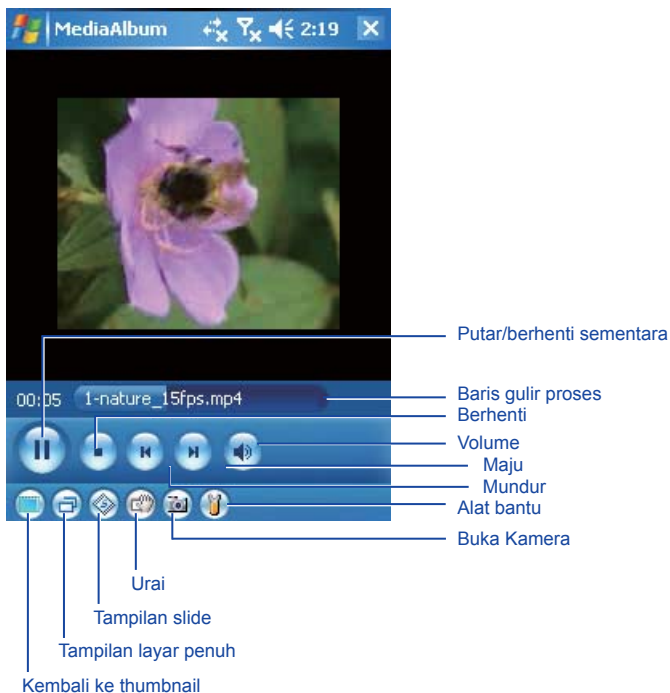 MediaAlbum 2:19
Putar/berhenti sementara
00:05 1-nature_15fps.mp4
Baris gulir proses
Berhenti
Volume
Maju
Mundur
Alat bantu
Buka Kamera
Urai
Tampilan slide
Tampilan layar penuh
Kembali ke thumbnail